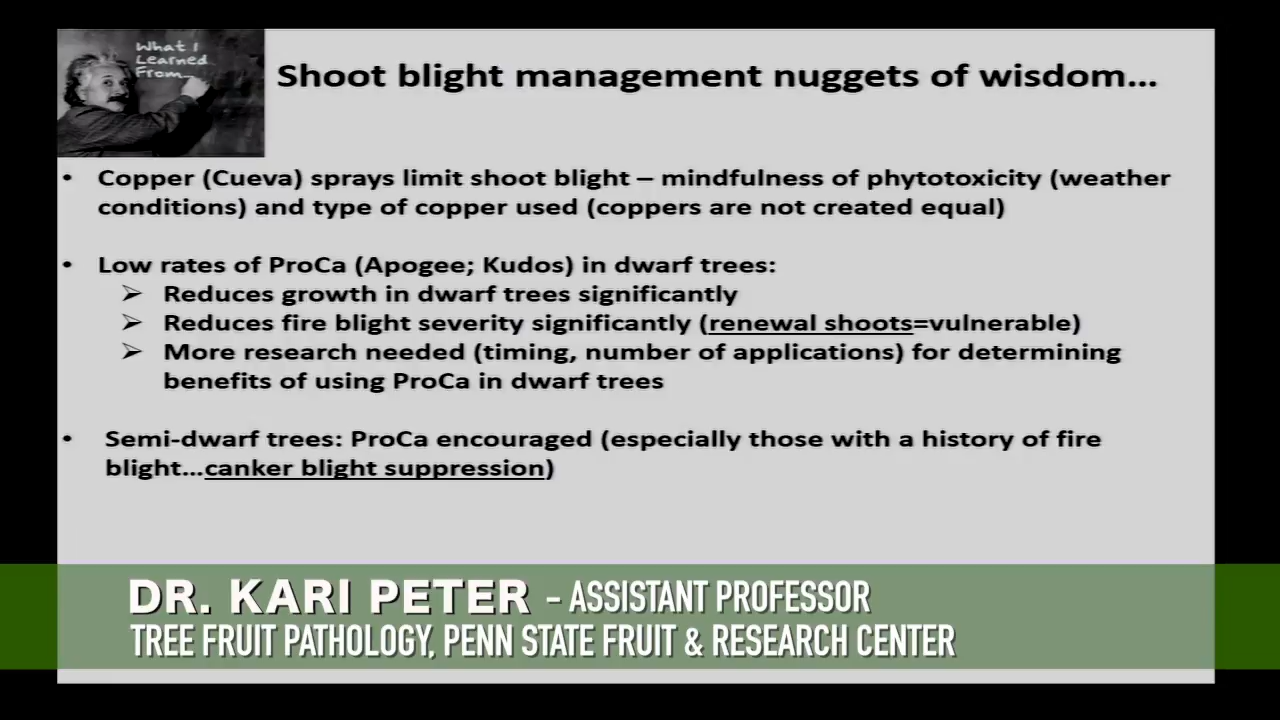 What I
Learned
From...
Shoot blight management nuggets of wisdom...
• Copper (Cueva) sprays limit shoot blight – mindfulness of phytotoxicity (weather
conditions) and type of copper used (coppers are not created equal)
• Low rates of ProCa (Apogee; Kudos) in dwarf trees:
➢ Reduces growth in dwarf trees significantly
➢ Reduces fire blight severity significantly (renewal shoots=vulnerable)
➢ More research needed (timing, number of applications) for determining
benefits of using ProCa in dwarf trees
• Semi-dwarf trees: ProCa encouraged (especially those with a history of fire
blight...canker blight suppression)
DR. KARI PETER – ASSISTANT PROFESSOR
TREE FRUIT PATHOLOGY, PENN STATE FRUIT & RESEARCH CENTER